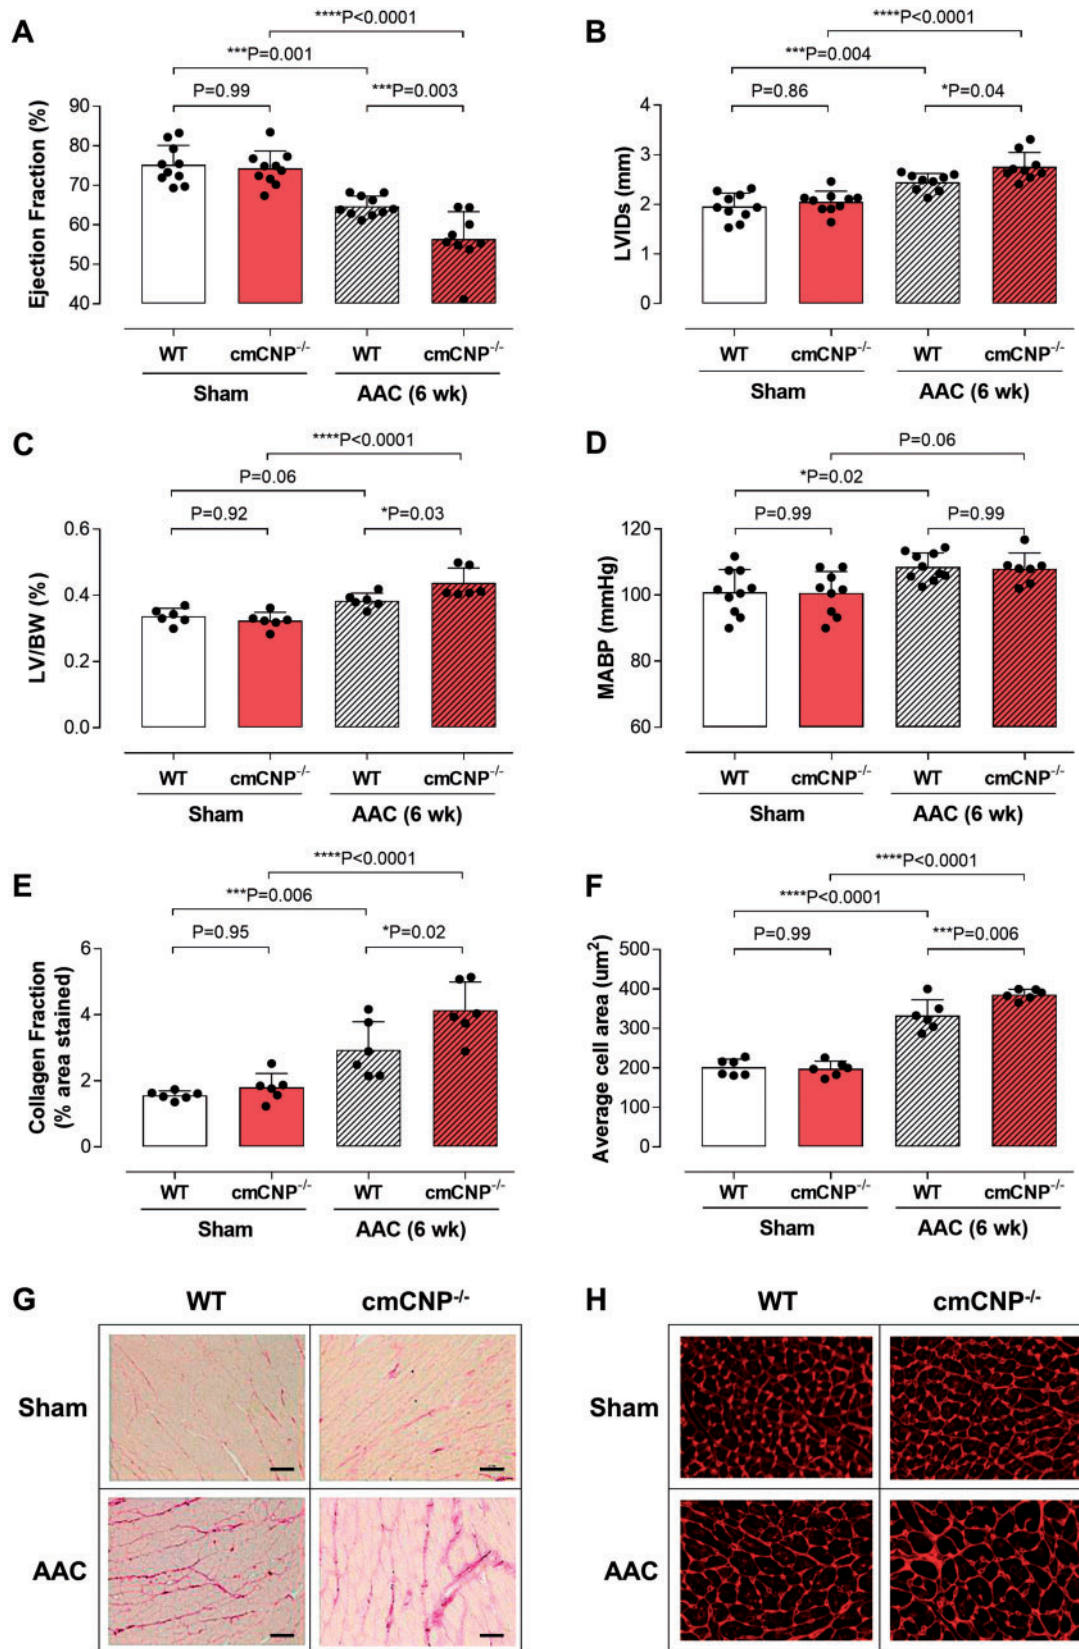 A
****P<0.0001
***P=0.001
P=0.99
***P=0.003
Ejection Fraction (%)
90
80
70
60
50
40
WT
cmCNP-/-
WT
cmCNP-/-
Sham
AAC (6 wk)
B
****P<0.0001
***P=0.004
P=0.86
*P=0.04
LVIDs (mm)
4
3
2
1
0
WT
cmCNP-/-
WT
cmCNP-/-
Sham
AAC (6 wk)
C
****P<0.0001
P=0.06
P=0.92
*P=0.03
LV/BW (%)
0.6
0.4
0.2
0.0
WT
cmCNP-/-
WT
cmCNP-/-
Sham
AAC (6 wk)
D
P=0.06
*P=0.02
P=0.99
P=0.99
MABP (mmHg)
120
100
80
60
WT
cmCNP-/-
WT
cmCNP-/-
Sham
AAC (6 wk)
E
****P<0.0001
***P=0.006
P=0.95
*P=0.02
Collagen Fraction
(% area stained)
6
4
2
0
WT
cmCNP-/-
WT
cmCNP-/-
Sham
AAC (6 wk)
F
****P<0.0001
****P<0.0001
P=0.99
***P=0.006
Average cell area (um2)
500
400
300
200
100
0
WT
cmCNP-/-
WT
cmCNP-/-
Sham
AAC (6 wk)
G
WT
cmCNP-/-
Sham
AAC
H
WT
cmCNP-/-
Sham
AAC